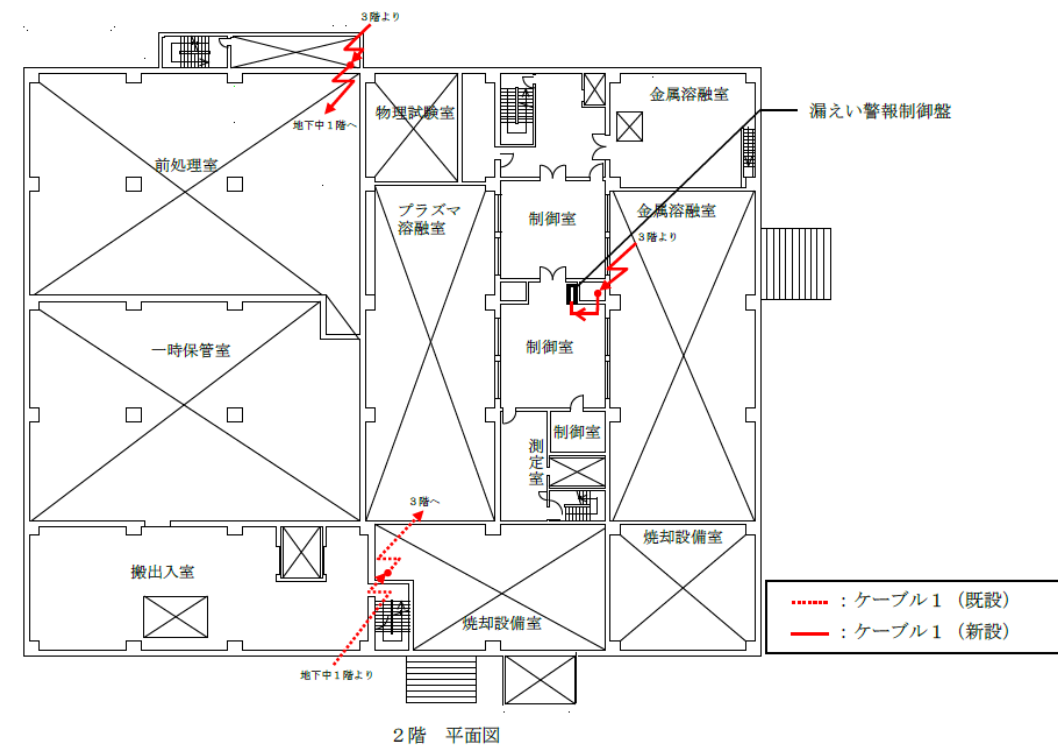 3階より
金属溶融室
漏えい警報制御盤
物理試験室
地下中1階へ
前処理室
プラズマ
溶融室
制御室
金属溶融室
3階より
一時保管室
制御室
制御室
測定室
3階へ
焼却設備室
搬出入室
焼却設備室
地下中1階より
：ケーブル１（既設）
：ケーブル１（新設）
２階　平面図